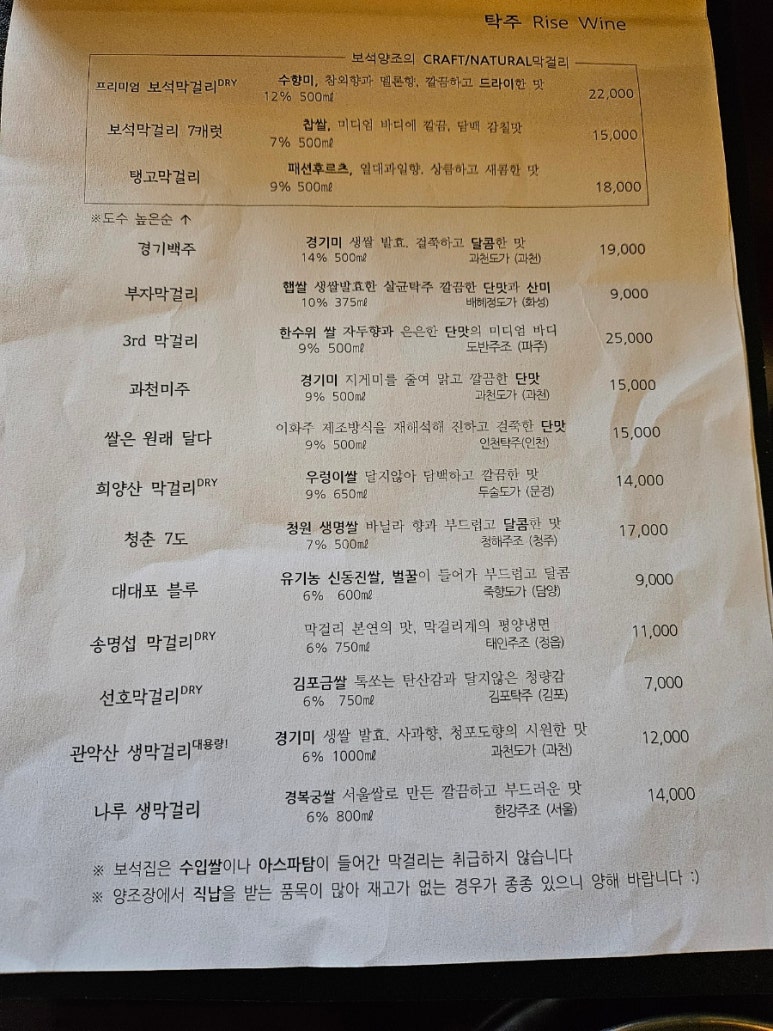 탁주 Rise Wine
보석양조의 CRAFT/NATURAL막걸리
프리미엄 보석막걸리DRY 수향미, 참외향과 멜론향, 깔끔하고 드라이한 맛 22,000
12% 500㎖
보석막걸리 7캐럿 찹쌀, 미디엄 바디에 깔끔, 담백 감칠맛 15,000
7% 500㎖
탱고막걸리 패션후르츠, 열대과일향. 상큼하고 새콤한 맛 18,000
9% 500㎖
※도수 높은순 ↑
경기백주 경기미 생쌀 발효. 걸쭉하고 달콤한 맛 19,000
14% 500㎖ 과천도가 (과천)
부자막걸리 햅쌀 생쌀발효한 살균탁주 깔끔한 단맛과 산미 9,000
10% 375㎖ 배혜정도가 (화성)
3rd 막걸리 한수위 쌀 자두향과 은은한 단맛의 미디엄 바디 25,000
9% 500㎖ 도반주조 (파주)
과천미주 경기미 지게미를 줄여 맑고 깔끔한 단맛 15,000
9% 500㎖ 과천도가 (과천)
쌀은 원래 달다 이화주 제조방식을 재해석해 진하고 걸쭉한 단맛 15,000
9% 500㎖ 인천탁주(인천)
희양산 막걸리DRY 우렁이쌀 달지않아 담백하고 깔끔한 맛 14,000
9% 650㎖ 두술도가 (문경)
청춘 7도 청원 생명쌀 바닐라 향과 부드럽고 달콤한 맛 17,000
7% 500㎖ 청해주조 (청주)
대대포 블루 유기농 신동진쌀, 벌꿀이 들어가 부드럽고 달콤 9,000
6% 600㎖ 죽향도가 (담양)
송명섭 막걸리DRY 막걸리 본연의 맛, 막걸리계의 평양냉면 11,000
6% 750㎖ 태인주조 (정읍)
선호막걸리DRY 김포금쌀 톡쏘는 탄산감과 달지않은 청량감 7,000
6% 750㎖ 김포탁주 (김포)
관악산 생막걸리대용량! 경기미 생쌀 발효. 사과향, 청포도향의 시원한 맛 12,000
6% 1000㎖ 과천도가 (과천)
나루 생막걸리 경복궁쌀 서울쌀로 만든 깔끔하고 부드러운 맛 14,000
6% 800㎖ 한강주조 (서울)
※ 보석집은 수입쌀이나 아스파탐이 들어간 막걸리는 취급하지 않습니다
※ 양조장에서 직납을 받는 품목이 많아 재고가 없는 경우가 종종 있으니 양해 바랍니다 :)